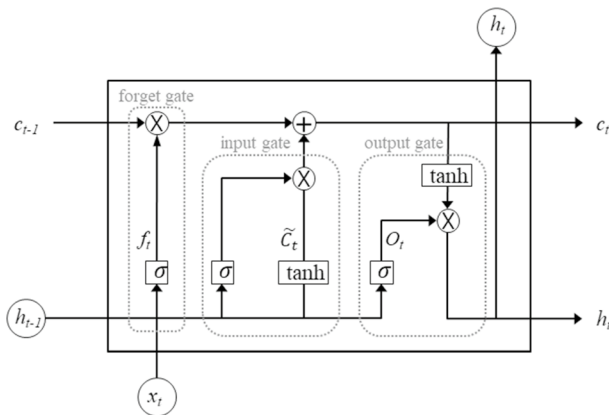 h_t
forget gate
c_{t-1}
X
+
c_t
input gate
output gate
X
tanh
X
f_t
C̃_t
O_t
σ
σ
tanh
σ
h_{t-1}
h_t
x_t